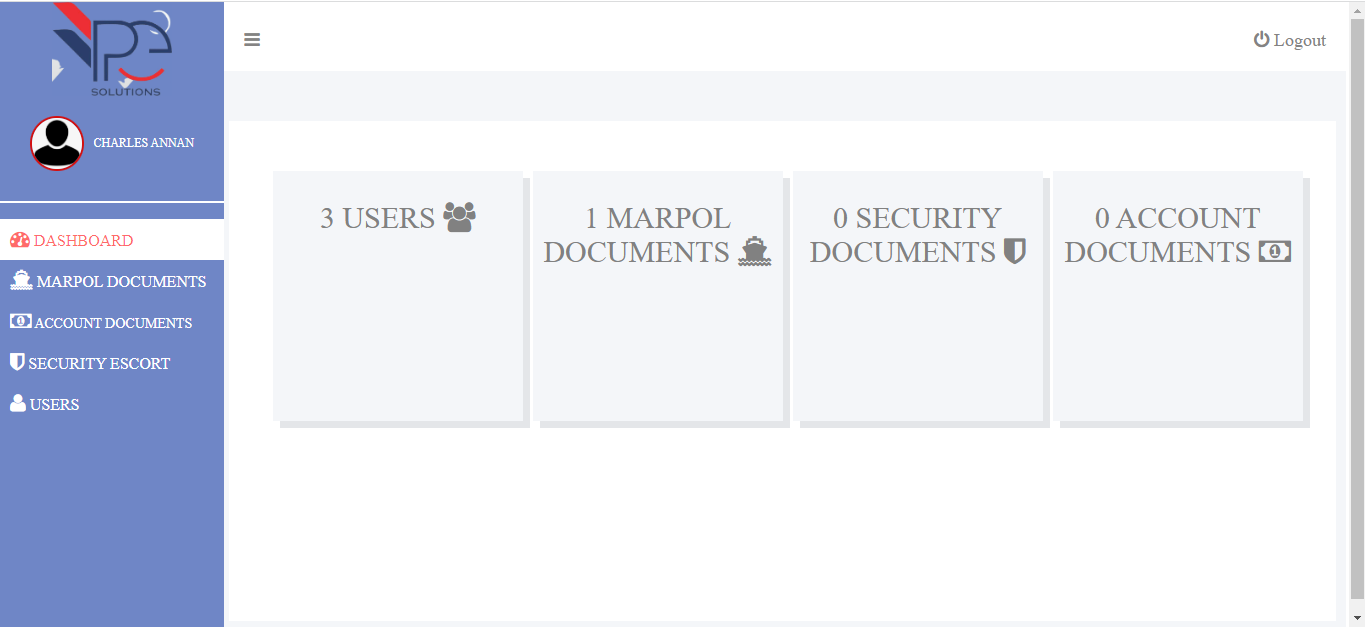 YPC
SOLUTIONS
CHARLES ANNAN
DASHBOARD
MARPOL DOCUMENTS
ACCOUNT DOCUMENTS
SECURITY ESCORT
USERS
Logout
3 USERS
1 MARPOL
DOCUMENTS
0 SECURITY
DOCUMENTS
0 ACCOUNT
DOCUMENTS